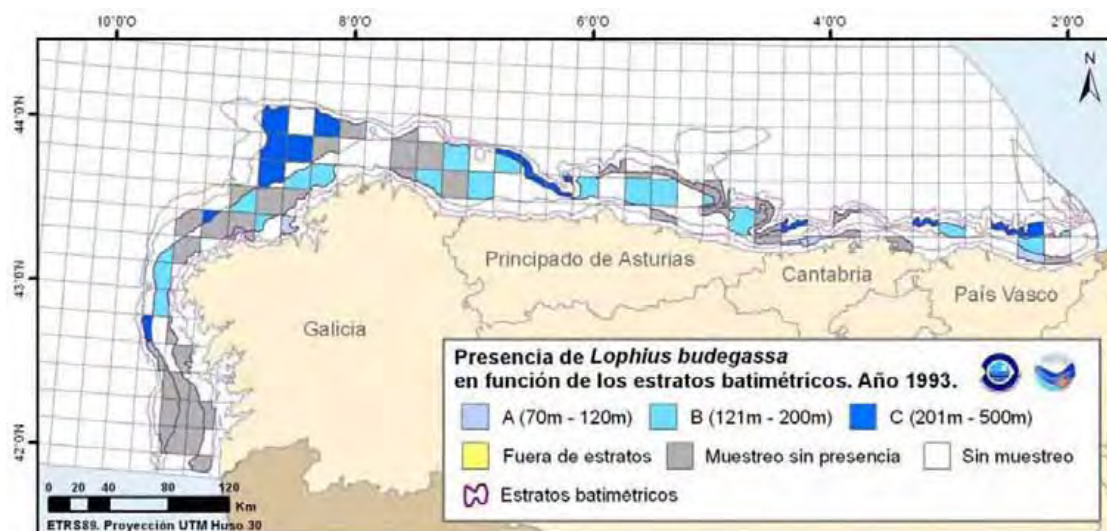 10°0'O 8°0'O 6°0'O 4°0'O 2°0'O
N
44°0'N
43°0'N
42°0'N
Principado de Asturias
Cantabria
País Vasco
Galicia
Presencia de Lophius budegassa
en función de los estratos batimétricos. Año 1993.
A (70m - 120m) B (121m - 200m) C (201m - 500m)
Fuera de estratos Muestreo sin presencia Sin muestreo
Estratos batimétricos
0 20 40 80 120
Km
ETRS89. Proyección UTM Huso 30